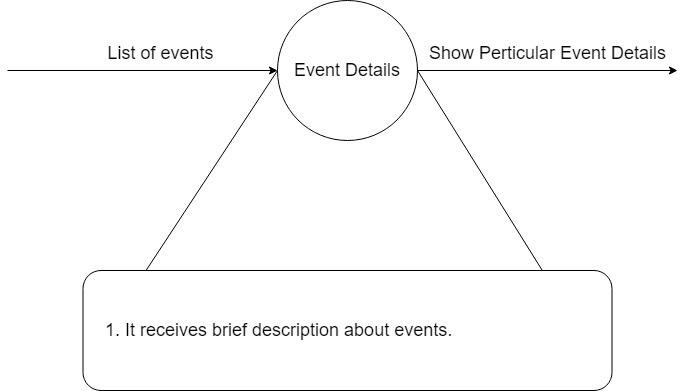 List of events
Event Details
Show Perticular Event Details
1. It receives brief description about events.